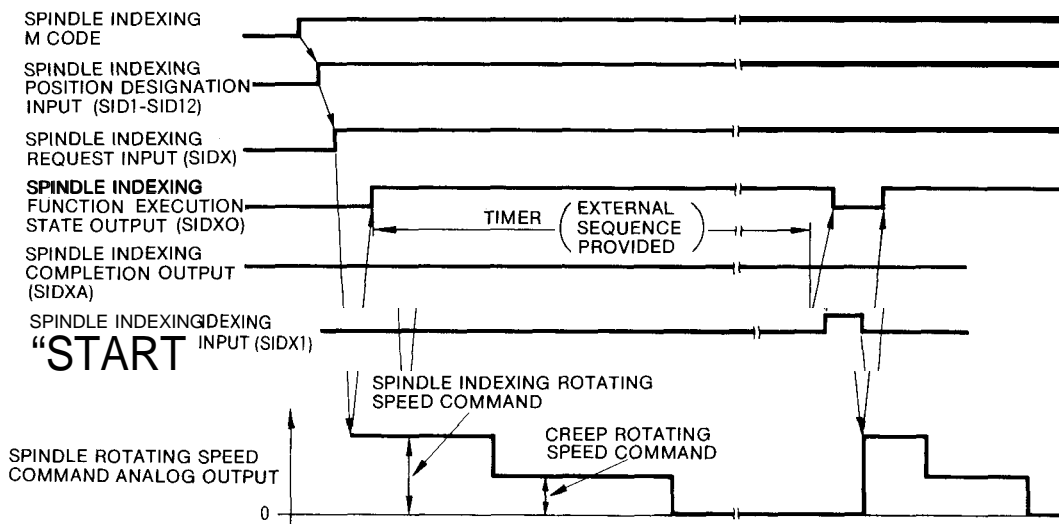 SPINDLE INDEXING
M CODE
SPINDLE INDEXING
POSITION DESIGNATION
INPUT (SID1-SID12)
SPINDLE INDEXING
REQUEST INPUT (SIDX)
SPINDLE INDEXING
FUNCTION EXECUTION
STATE OUTPUT (SIDXO)
TIMER
EXTERNAL
SEQUENCE
PROVIDED
SPINDLE INDEXING
COMPLETION OUTPUT
(SIDXA)
SPINDLE INDEXINGIDEXING
“START INPUT (SIDX1)
SPINDLE INDEXING ROTATING
SPEED COMMAND
CREEP ROTATING
SPEED COMMAND
SPINDLE ROTATING SPEED
COMMAND ANALOG OUTPUT
0